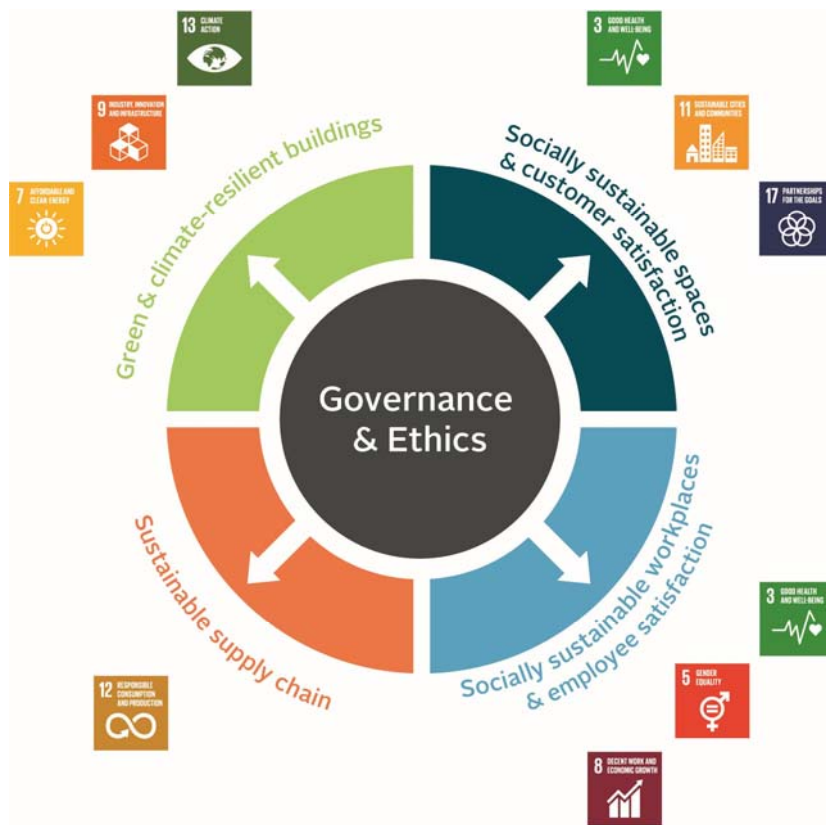 13 CLIMATE
ACTION
9 INDUSTRY, INNOVATION
AND INFRASTRUCTURE
7 AFFORDABLE AND
CLEAN ENERGY
Green & climate-resilient buildings
3 GOOD HEALTH
AND WELL-BEING
11 SUSTAINABLE CITIES
AND COMMUNITIES
17 PARTNERSHIPS
FOR THE GOALS
Socially sustainable spaces
& customer satisfaction
Governance
& Ethics
Sustainable supply chain
12 RESPONSIBLE
CONSUMPTION
AND PRODUCTION
Socially sustainable workplaces
& employee satisfaction
3 GOOD HEALTH
AND WELL-BEING
5 GENDER
EQUALITY
8 DECENT WORK AND
ECONOMIC GROWTH